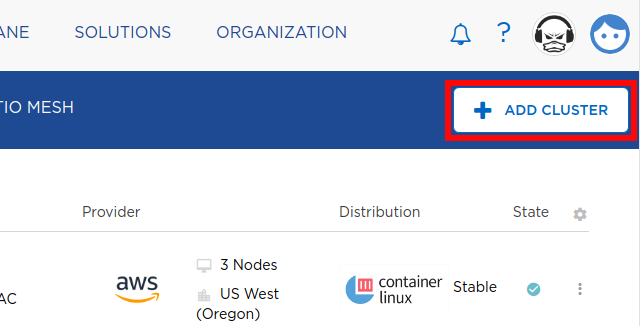 ANE SOLUTIONS ORGANIZATION ?
TIO MESH
+ ADD CLUSTER
Provider Distribution State
aws
3 Nodes
US West
(Oregon)
container
linux
Stable
AC